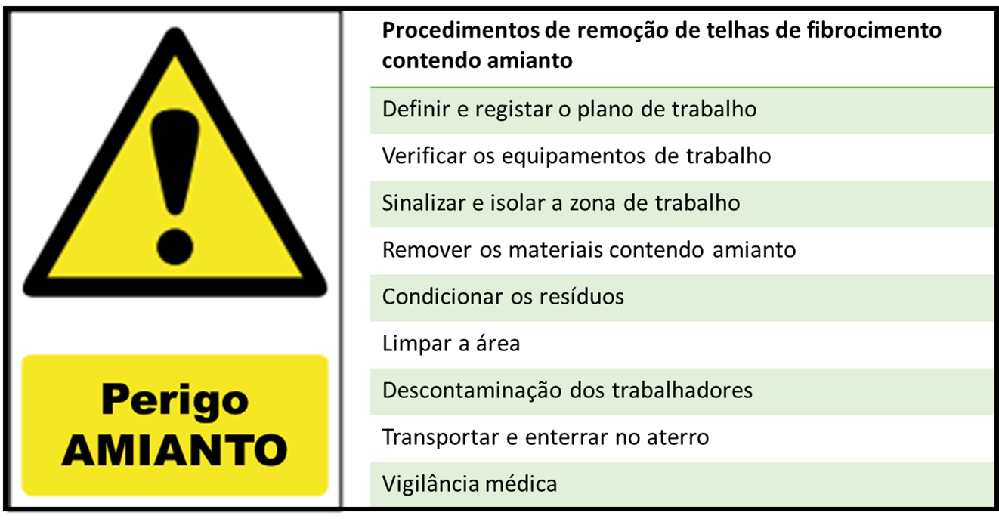 Perigo
AMIANTO
Procedimentos de remoção de telhas de fibrocimento
contendo amianto
Definir e registar o plano de trabalho
Verificar os equipamentos de trabalho
Sinalizar e isolar a zona de trabalho
Remover os materiais contendo amianto
Condicionar os resíduos
Limpar a área
Descontaminação dos trabalhadores
Transportar e enterrar no aterro
Vigilância médica